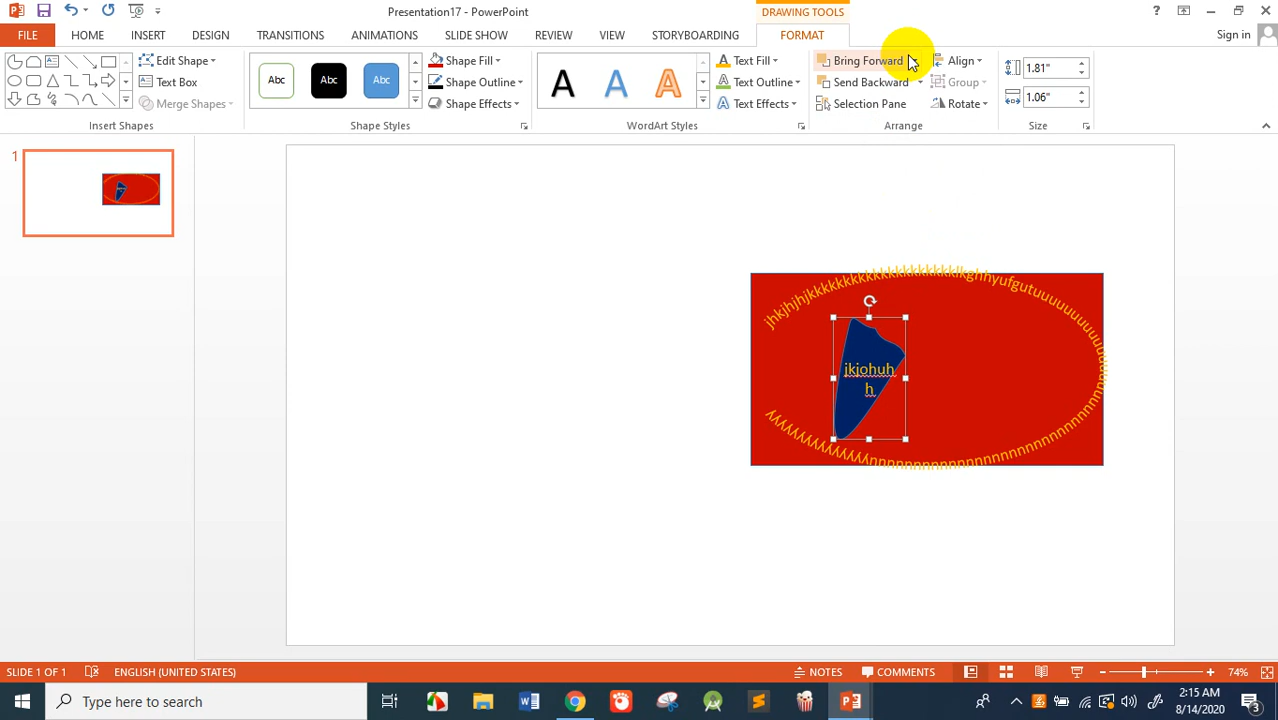 Presentation17 - PowerPoint
DRAWING TOOLS
?
FILE
HOME
INSERT
DESIGN
TRANSITIONS
ANIMATIONS
SLIDE SHOW
REVIEW
VIEW
STORYBOARDING
FORMAT
Sign in
Edit Shape
Text Box
Merge Shapes
Insert Shapes
Abc
Abc
Abc
Shape Fill
Shape Outline
Shape Effects
Shape Styles
A
A
A
Text Fill
Text Outline
Text Effects
WordArt Styles
Bring Forward
Send Backward
Selection Pane
Align
Group
Rotate
Arrange
1.81"
1.06"
Size
1
jkjohuh
h
SLIDE 1 OF 1
ENGLISH (UNITED STATES)
NOTES
COMMENTS
74%
Type here to search
2:15 AM
8/14/2020
3